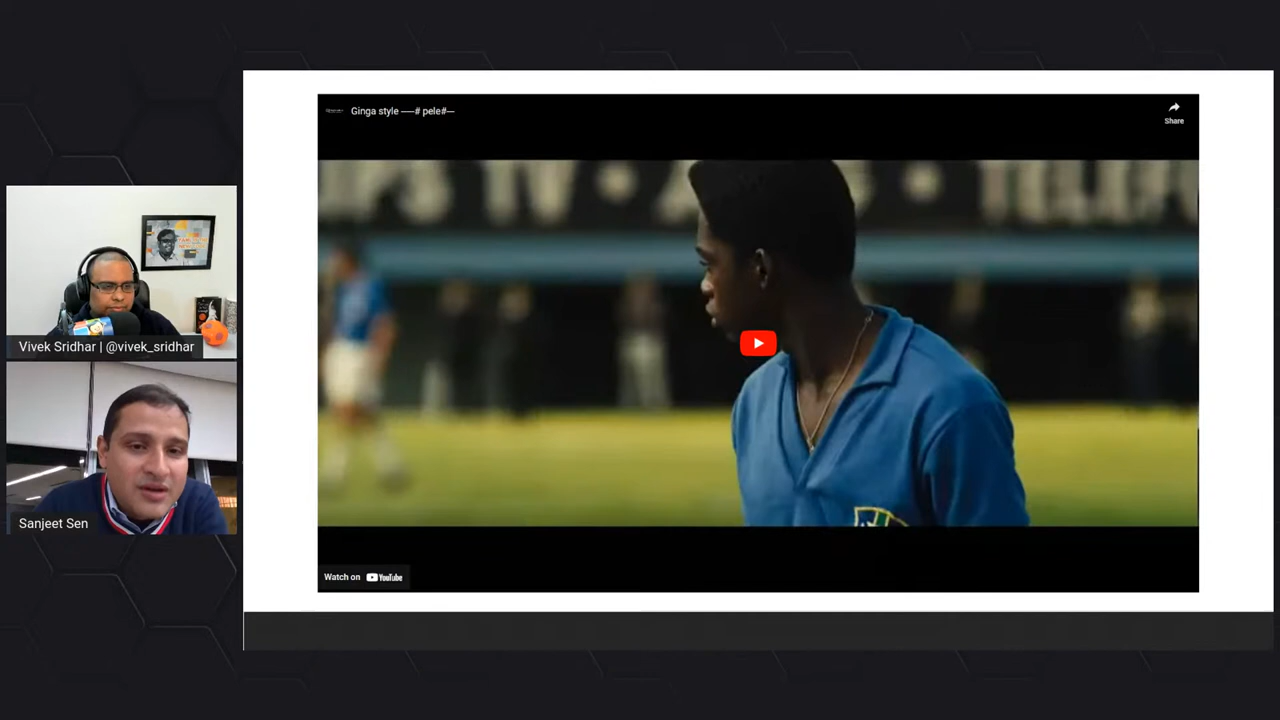 Ginga style -----# pele#---
Share
Vivek Sridhar | @vivek_sridhar
Sanjeet Sen
Watch on YouTube